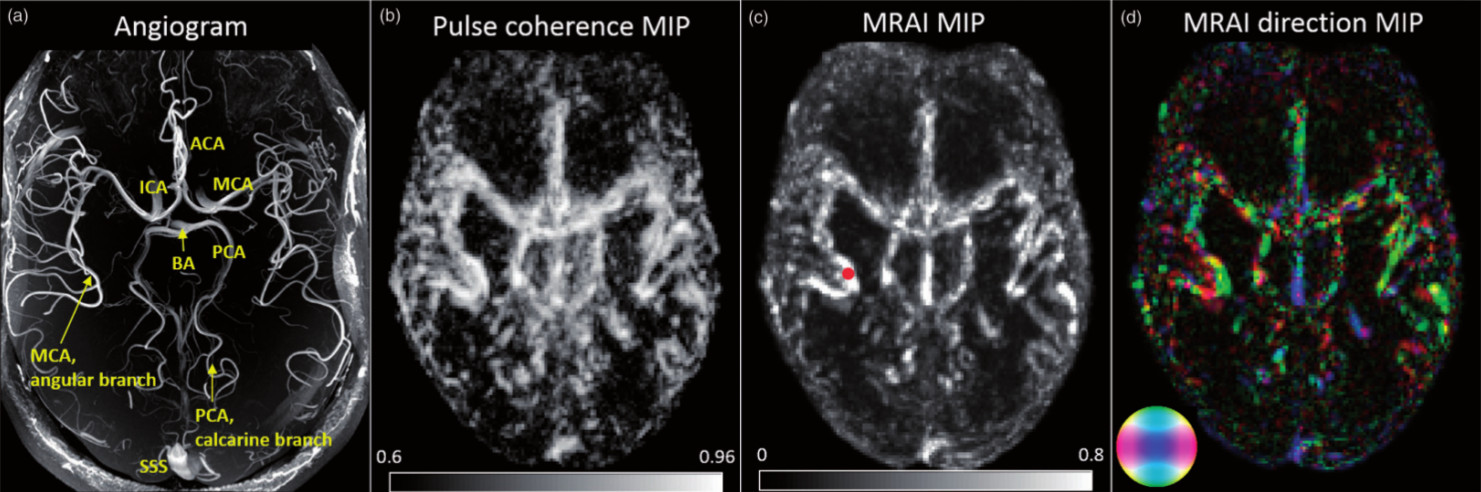 (a)
Angiogram
ACA
ICA
MCA
PCA
BA
MCA,
angular branch
PCA,
calcarine branch
SSS
(b)
Pulse coherence MIP
0.6
0.96
(c)
MRAI MIP
0
0.8
(d)
MRAI direction MIP